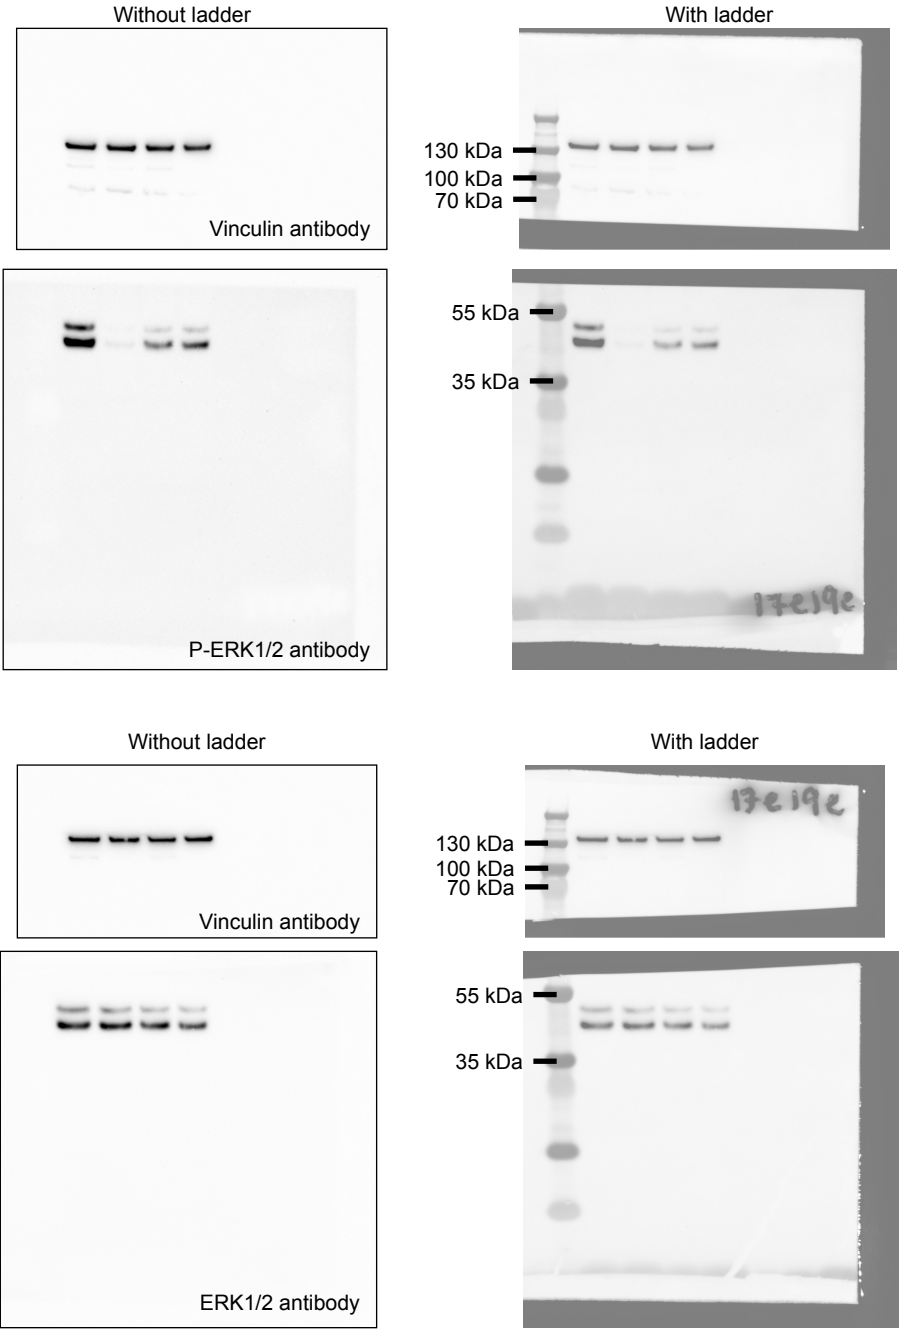 Without ladder
With ladder
130 kDa
100 kDa
70 kDa
Vinculin antibody
55 kDa
35 kDa
17e19e
P-ERK1/2 antibody
Without ladder
With ladder
17e19e
130 kDa
100 kDa
70 kDa
Vinculin antibody
55 kDa
35 kDa
ERK1/2 antibody